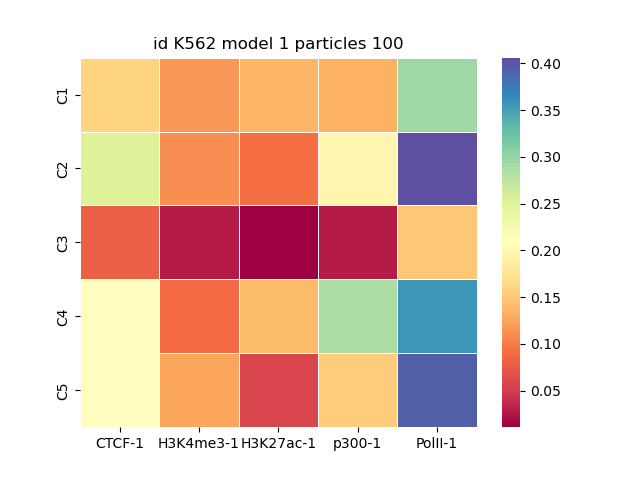 id K562 model 1 particles 100
C1
C2
C3
C4
C5
CTCF-1 H3K4me3-1 H3K27ac-1 p300-1 PolII-1
0.40
0.35
0.30
0.25
0.20
0.15
0.10
0.05